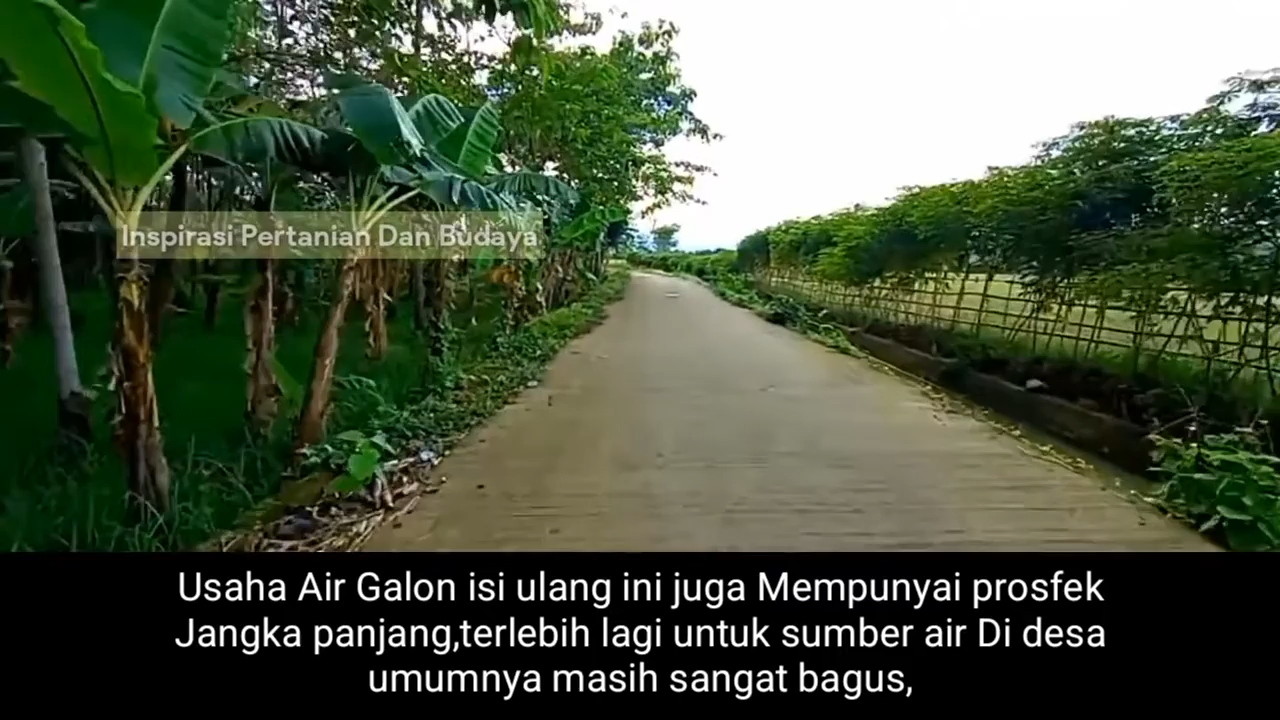 Inspirasi Pertanian Dan Budaya
Usaha Air Galon isi ulang ini juga Mempunyai prosfek
Jangka panjang,terlebih lagi untuk sumber air Di desa
umumnya masih sangat bagus,